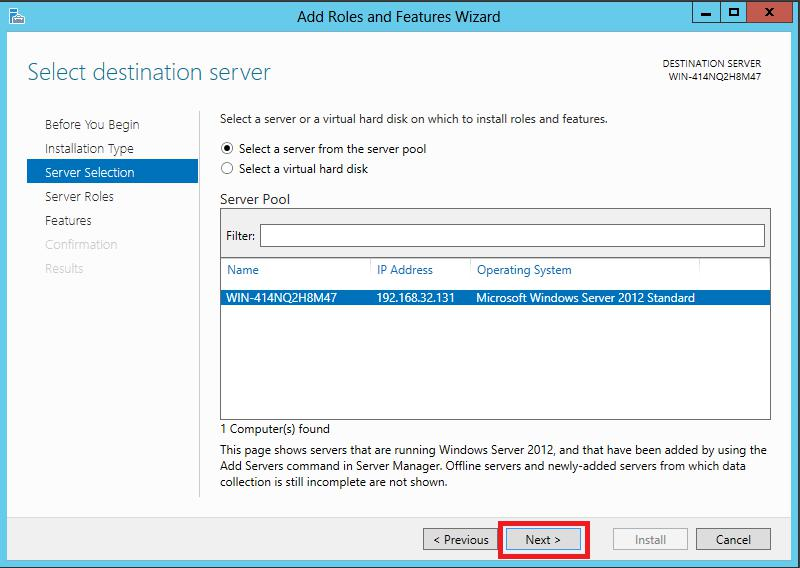 Add Roles and Features Wizard
Select destination server
DESTINATION SERVER
WIN-414NQ2H8M47
Before You Begin
Installation Type
Server Selection
Server Roles
Features
Confirmation
Results
Select a server or a virtual hard disk on which to install roles and features.
Select a server from the server pool
Select a virtual hard disk
Server Pool
Filter:
Name IP Address Operating System
WIN-414NQ2H8M47 192.168.32.131 Microsoft Windows Server 2012 Standard
1 Computer(s) found
This page shows servers that are running Windows Server 2012, and that have been added by using the
Add Servers command in Server Manager. Offline servers and newly-added servers from which data
collection is still incomplete are not shown.
< Previous Next > Install Cancel